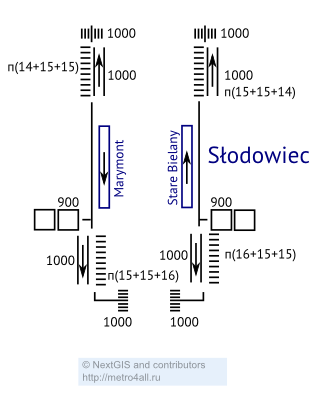 1000 1000
п(14+15+15) 1000 1000
п(15+15+14)
Marymont Stare Bielany Słodowiec
900 900
1000 п(15+15+16) 1000 п(16+15+15)
1000 1000
© NextGIS and contributors
http://metro4all.ru